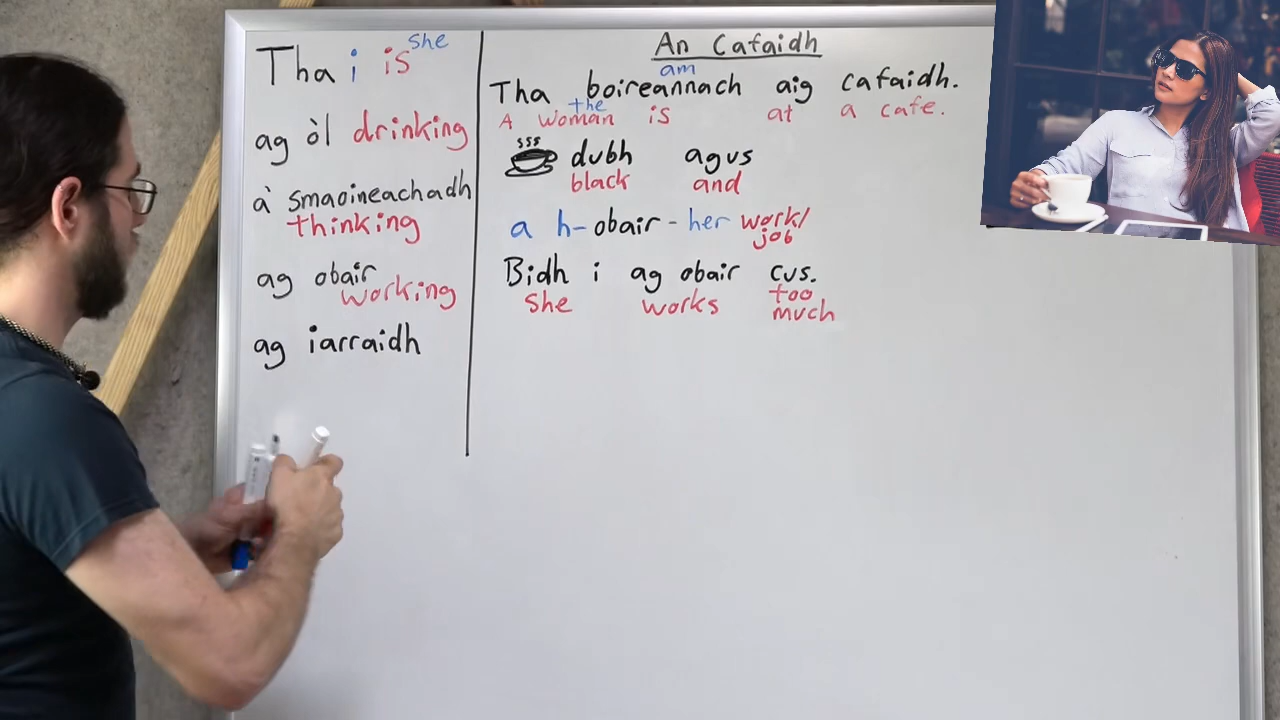 she
Tha i is
ag òl drinking
à smaoineachadh
thinking
ag obair
working
ag iarraidh
An Cafaidh
am
Tha boireannach aig cafaidh.
the
A woman is at a cafe.
sss
dubh agus
black and
a h-obair - her work/
job
Bidh i ag obair cus.
She works too
much